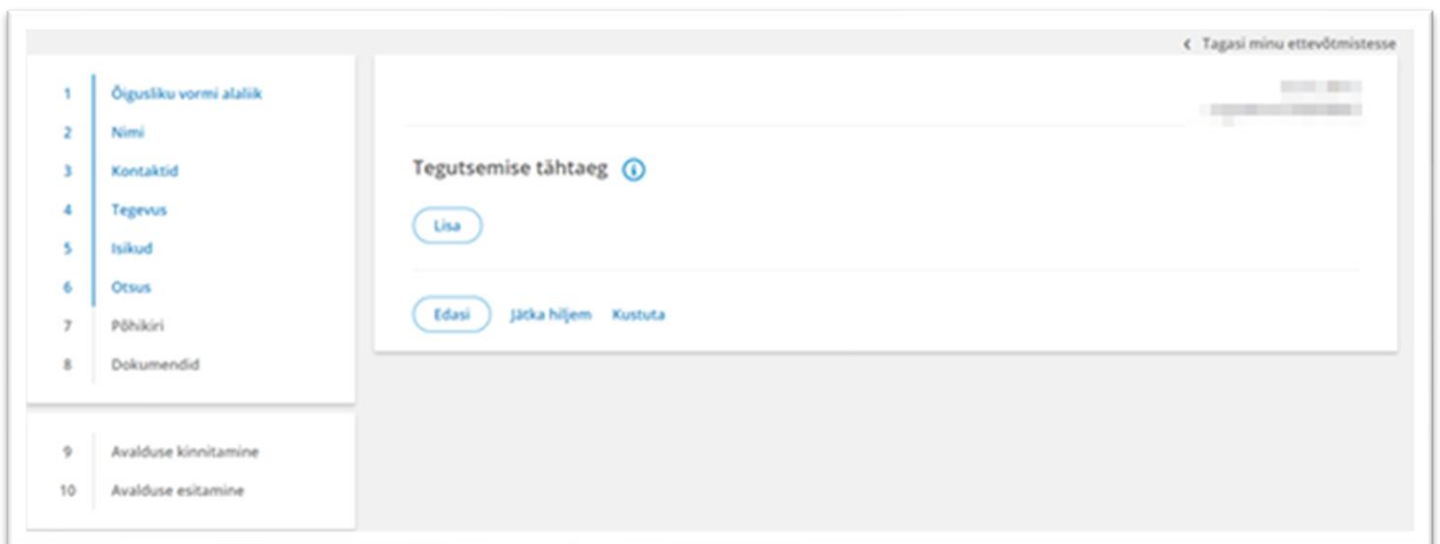 Tagasi minu ettevõtmistesse
1 Õigusliku vormi alaliik
2 Nimi
3 Kontaktid
4 Tegevus
5 Isikud
6 Otsus
7 Põhikiri
8 Dokumendid
9 Avalduse kinnitamine
10 Avalduse esitamine
Tegutsemise tähtaeg
Lisa
Edasi Jätka hiljem Kustuta